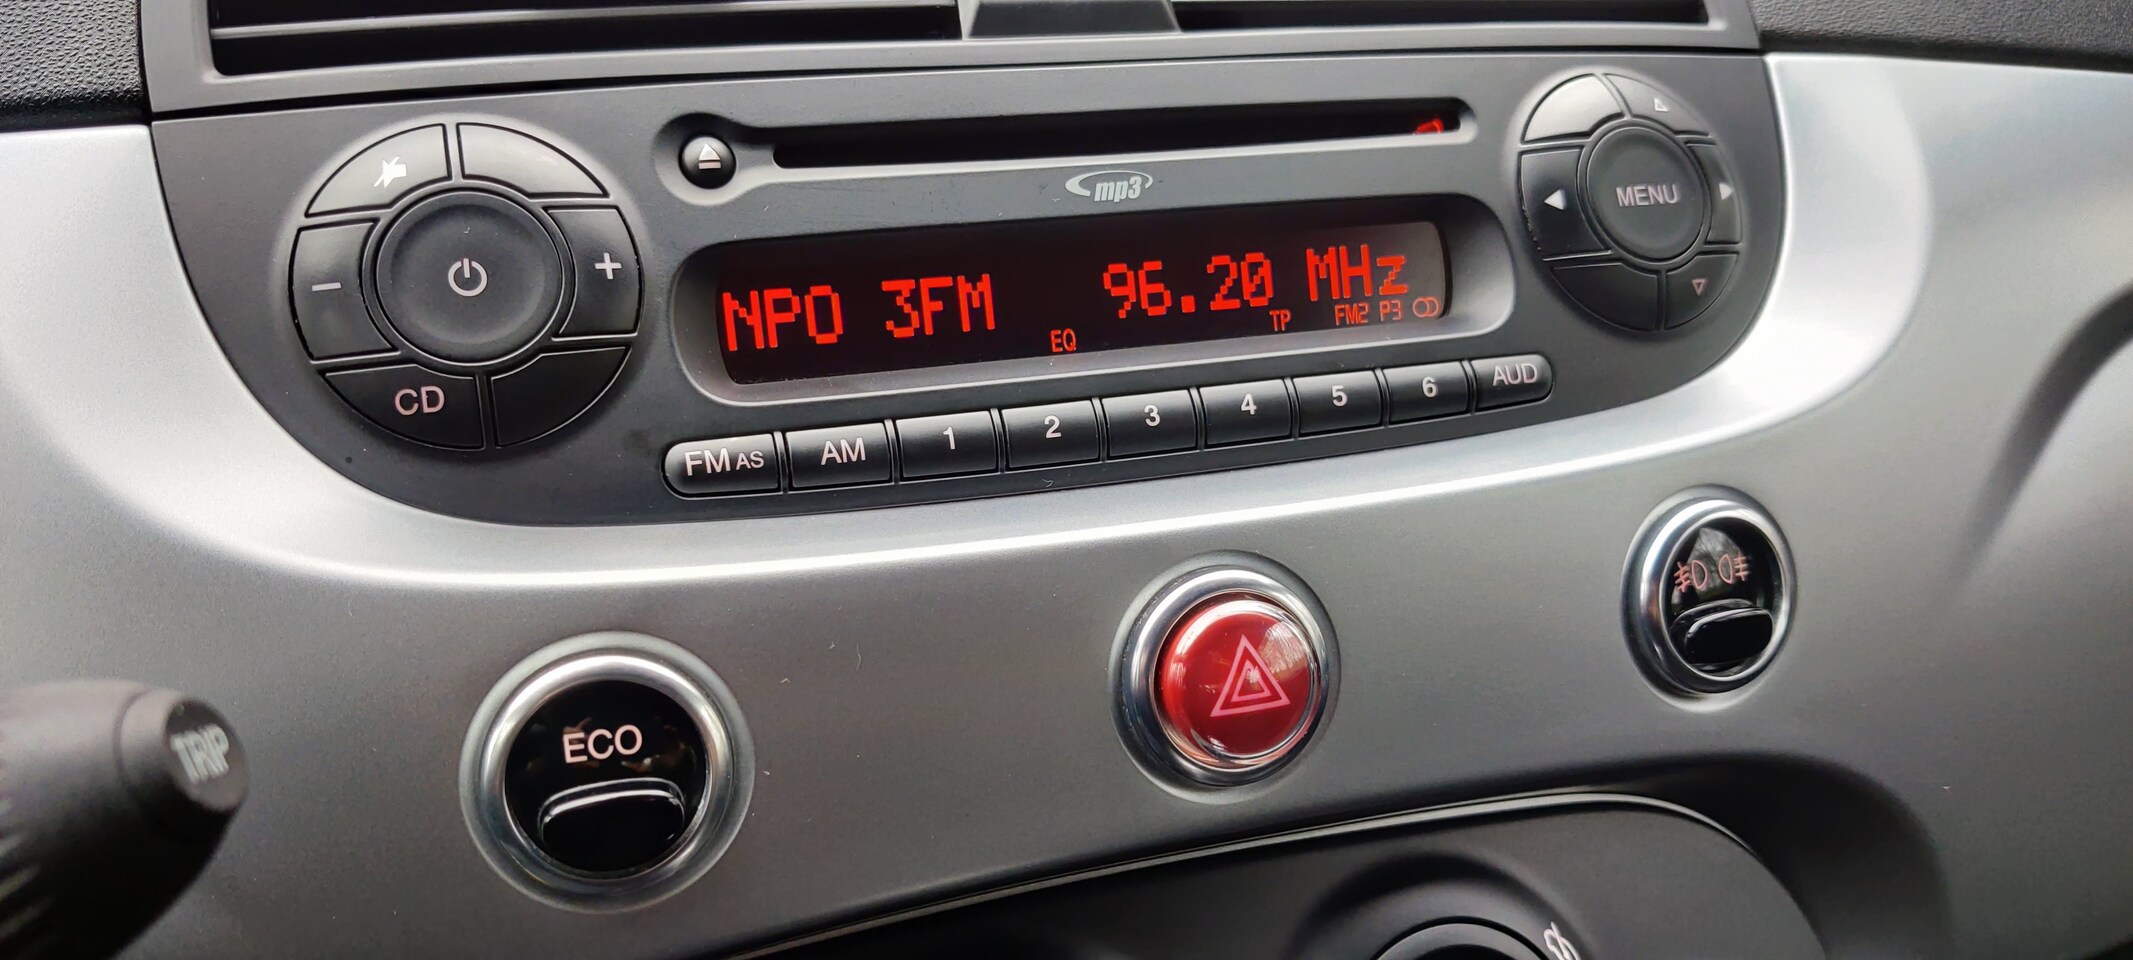 mp3
MENU
NPO 3FM 96.20 MHz
EQ TP FM2 P3
CD
FM AS AM 1 2 3 4 5 6 AUD
ECO
TRIP